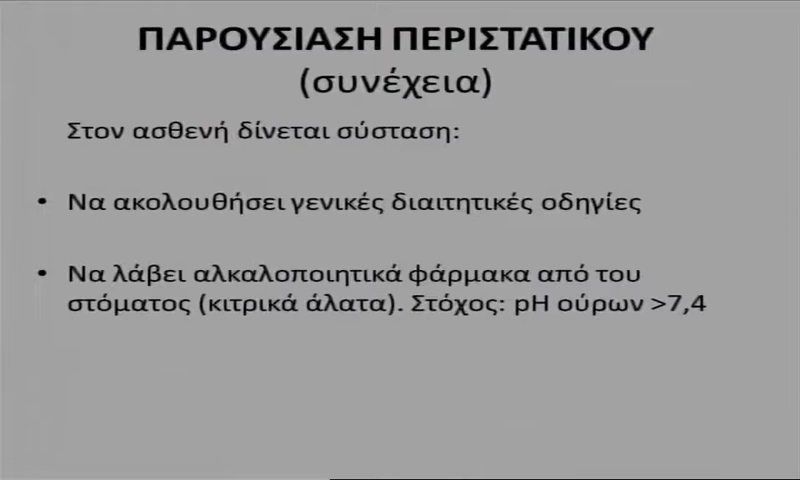 ΠΑΡΟΥΣΙΑΣΗ ΠΕΡΙΣΤΑΤΙΚΟΥ
(συνέχεια)
Στον ασθενή δίνεται σύσταση:
• Να ακολουθήσει γενικές διαιτητικές οδηγίες
• Να λάβει αλκαλοποιητικά φάρμακα από του
στόματος (κιτρικά άλατα). Στόχος: pH ούρων >7,4